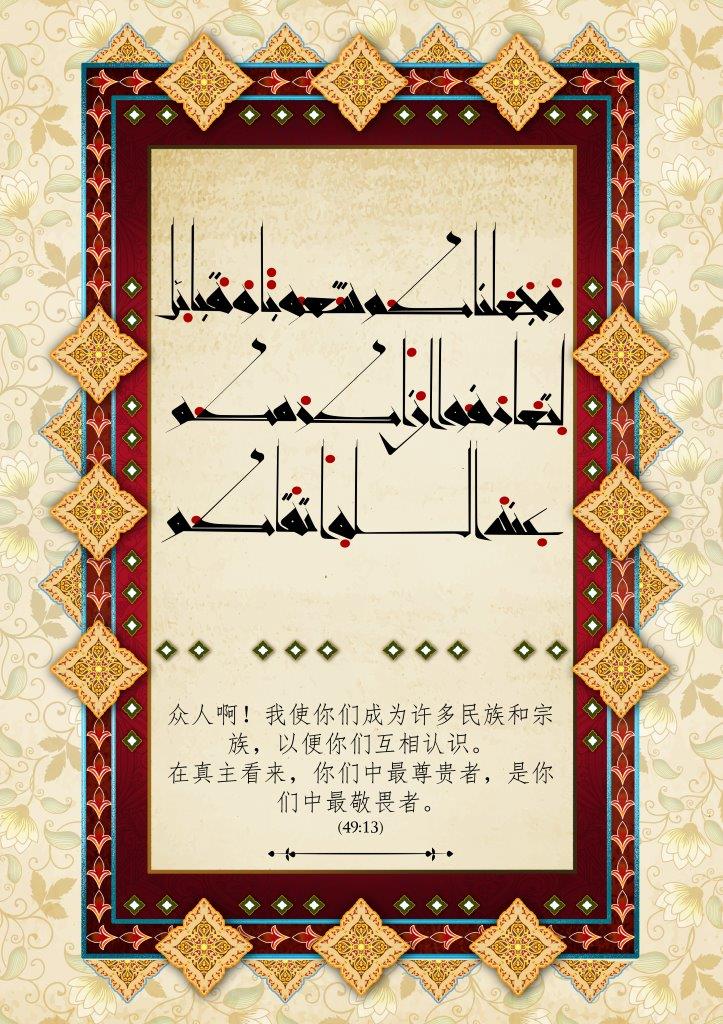 وجعلناكم شعوبا وقبائل
لتعارفوا إن أكرمكم
عند الله أتقاكم
众人啊！我使你们成为许多民族和宗
族，以便你们互相认识。
在真主看来，你们中最尊贵者，是你
们中最敬畏者。
(49:13)